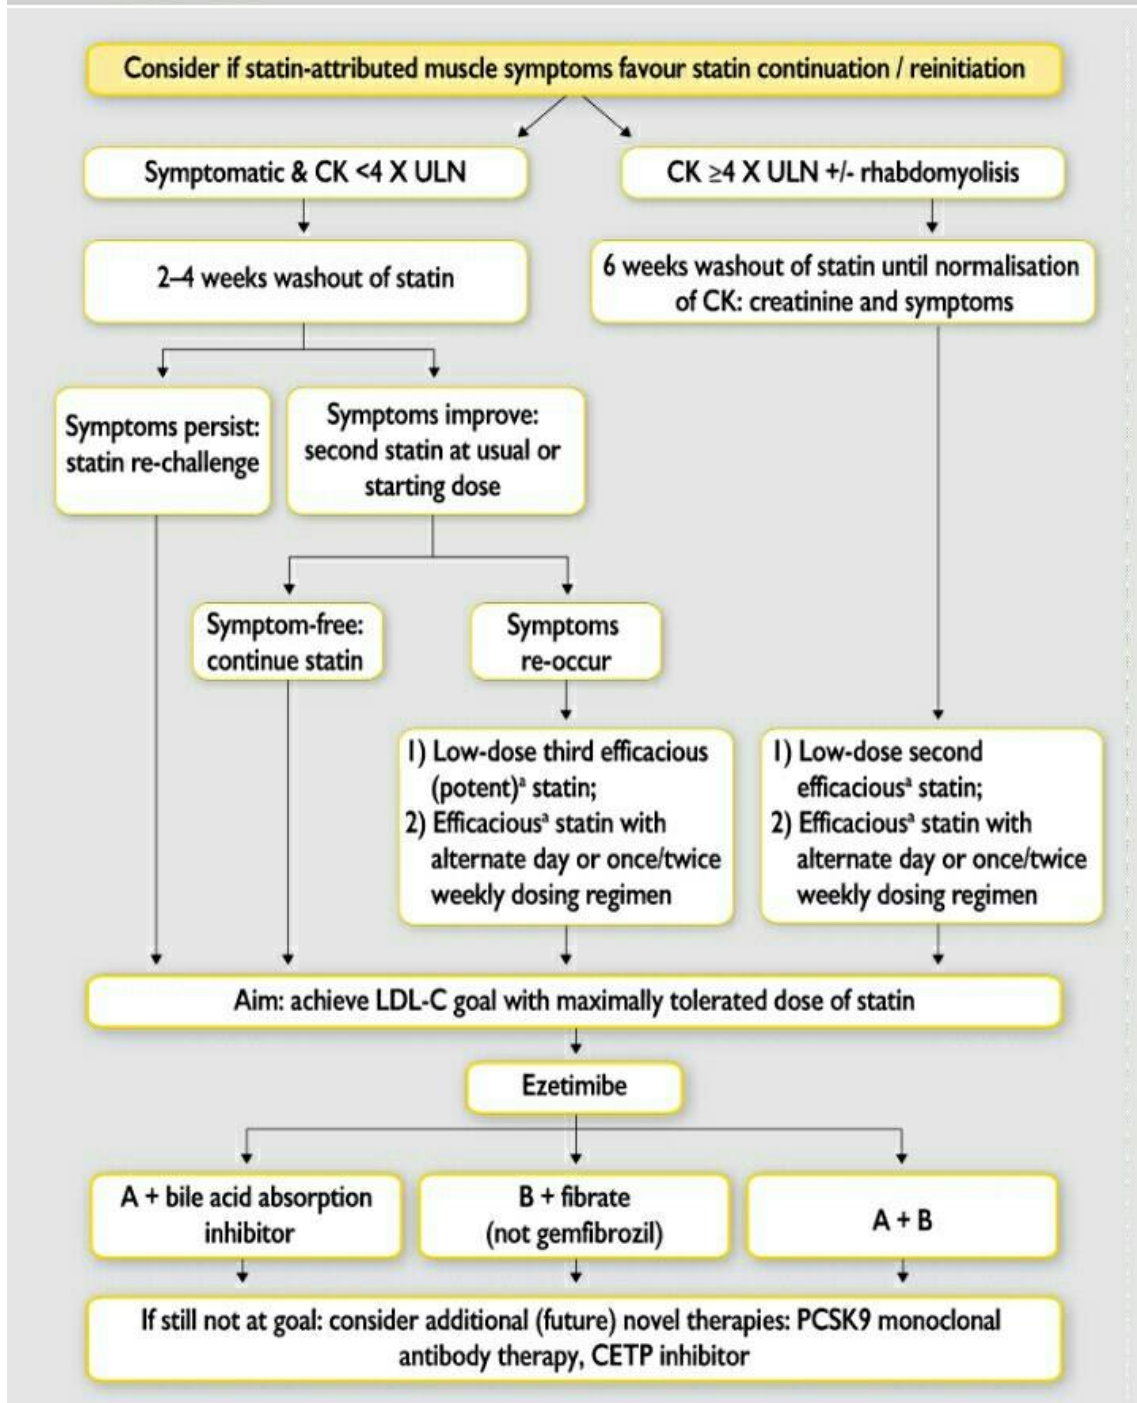 Consider if statin-attributed muscle symptoms favour statin continuation / reinitiation
Symptomatic & CK <4 X ULN
CK ≥4 X ULN +/- rhabdomyolisis
2–4 weeks washout of statin
6 weeks washout of statin until normalisation
of CK: creatinine and symptoms
Symptoms persist:
statin re-challenge
Symptoms improve:
second statin at usual or
starting dose
Symptom-free:
continue statin
Symptoms
re-occur
1) Low-dose third efficacious
(potent)ᵃ statin;
2) Efficaciousᵃ statin with
alternate day or once/twice
weekly dosing regimen
1) Low-dose second
efficaciousᵃ statin;
2) Efficaciousᵃ statin with
alternate day or once/twice
weekly dosing regimen
Aim: achieve LDL-C goal with maximally tolerated dose of statin
Ezetimibe
A + bile acid absorption
inhibitor
B + fibrate
(not gemfibrozil)
A + B
If still not at goal: consider additional (future) novel therapies: PCSK9 monoclonal
antibody therapy, CETP inhibitor